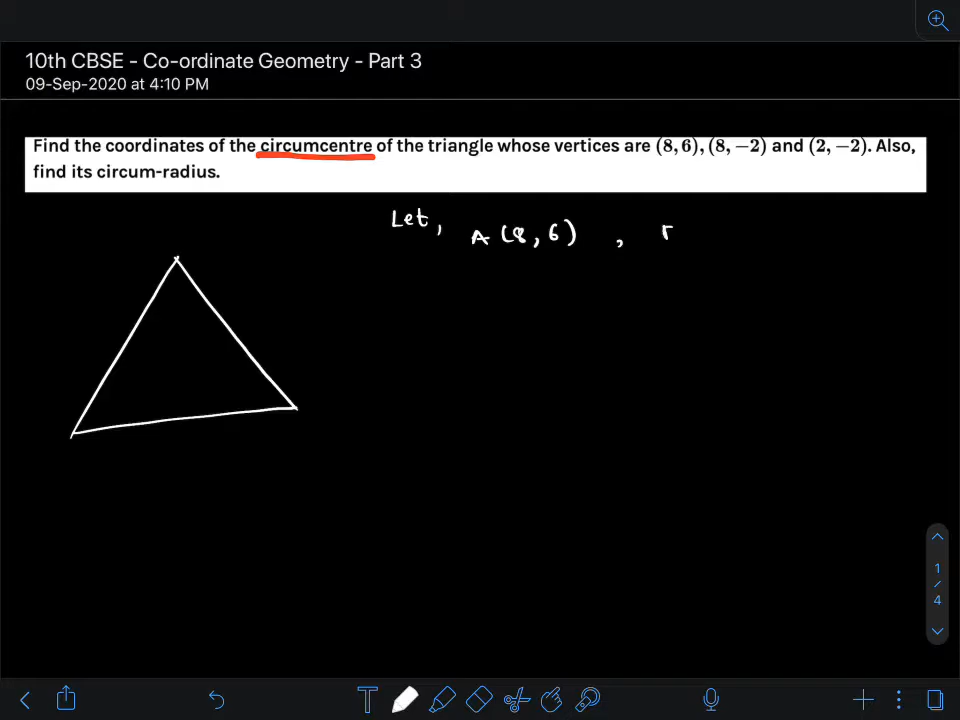 10th CBSE - Co-ordinate Geometry - Part 3
09-Sep-2020 at 4:10 PM
Find the coordinates of the circumcentre of the triangle whose vertices are (8, 6), (8, −2) and (2, −2). Also,
find its circum-radius.
Let, A (8, 6) ,
1
/
4
T